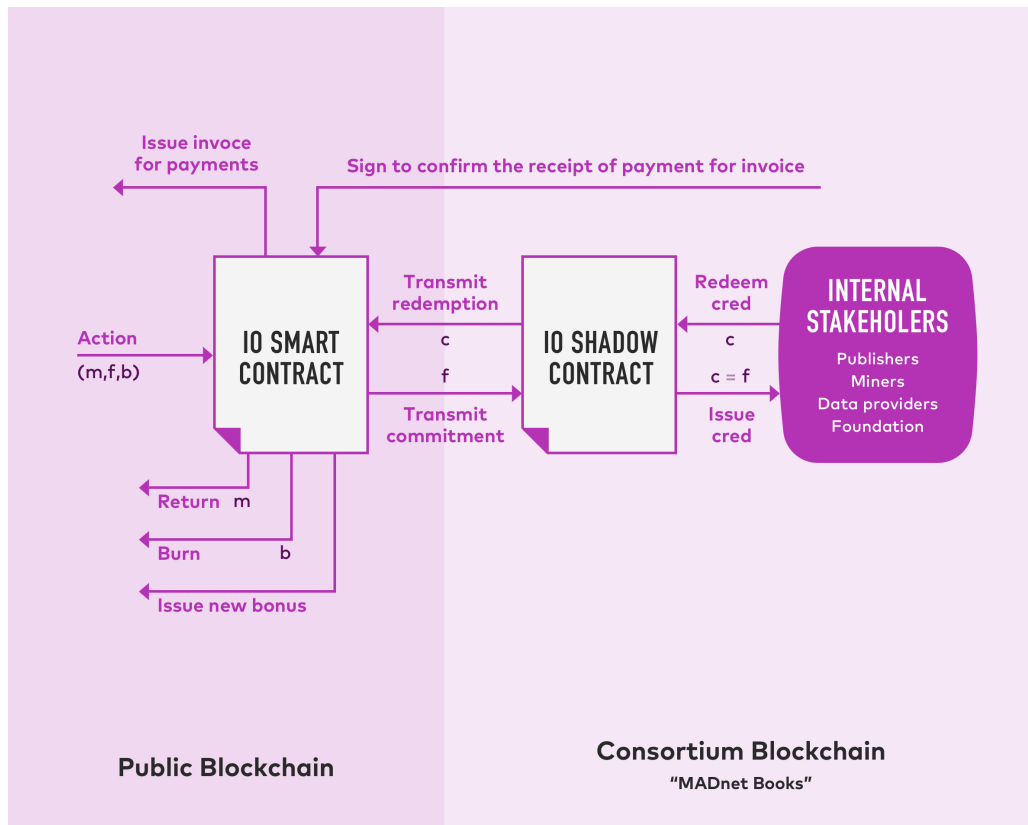 Issue invoce
for payments
Sign to confirm the receipt of payment for invoice
Action
(m,f,b)
IO SMART
CONTRACT
Transmit
redemption
c
f
Transmit
commitment
IO SHADOW
CONTRACT
Redeem
cred
c
c = f
Issue
cred
INTERNAL
STAKEHOLERS
Publishers
Miners
Data providers
Foundation
Return m
Burn b
Issue new bonus
Public Blockchain
Consortium Blockchain
“MADnet Books”